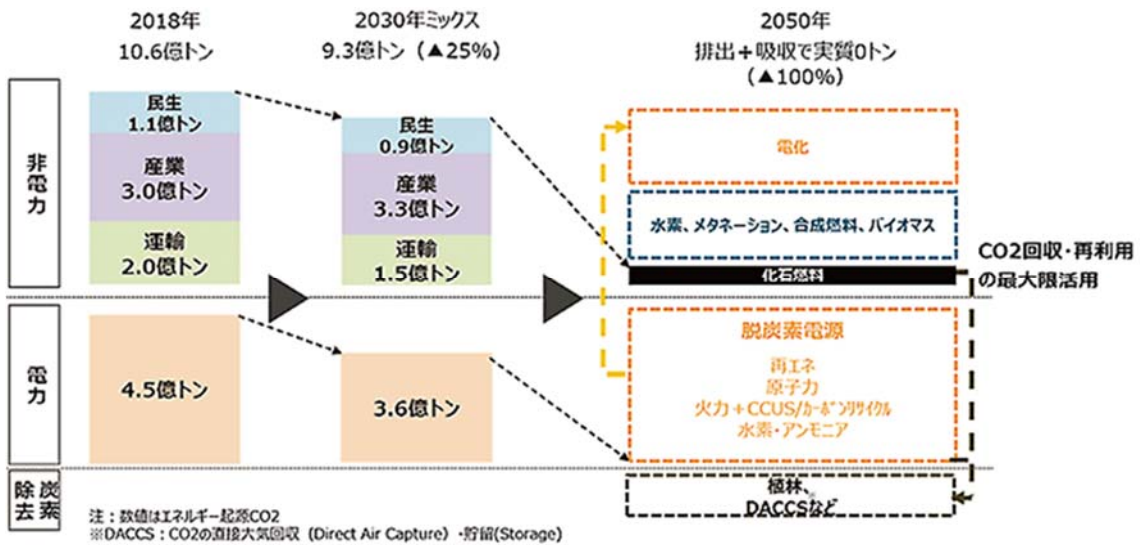 2018年
10.6億トン
2030年ミックス
9.3億トン (▲25%)
2050年
排出+吸収で実質0トン
(▲100%)
非電力
民生
1.1億トン
産業
3.0億トン
運輸
2.0億トン
民生
0.9億トン
産業
3.3億トン
運輸
1.5億トン
電化
水素、メタネーション、合成燃料、バイオマス
化石燃料
CO2回収・再利用
の最大限活用
電力
4.5億トン
3.6億トン
脱炭素電源
再エネ
原子力
火力+CCUS/カーボンリサイクル
水素・アンモニア
炭素
除去
植林、
DACCSなど
注:数値はエネルギー起源CO2
※DACCS:CO2の直接大気回収 (Direct Air Capture) ・貯留(Storage)